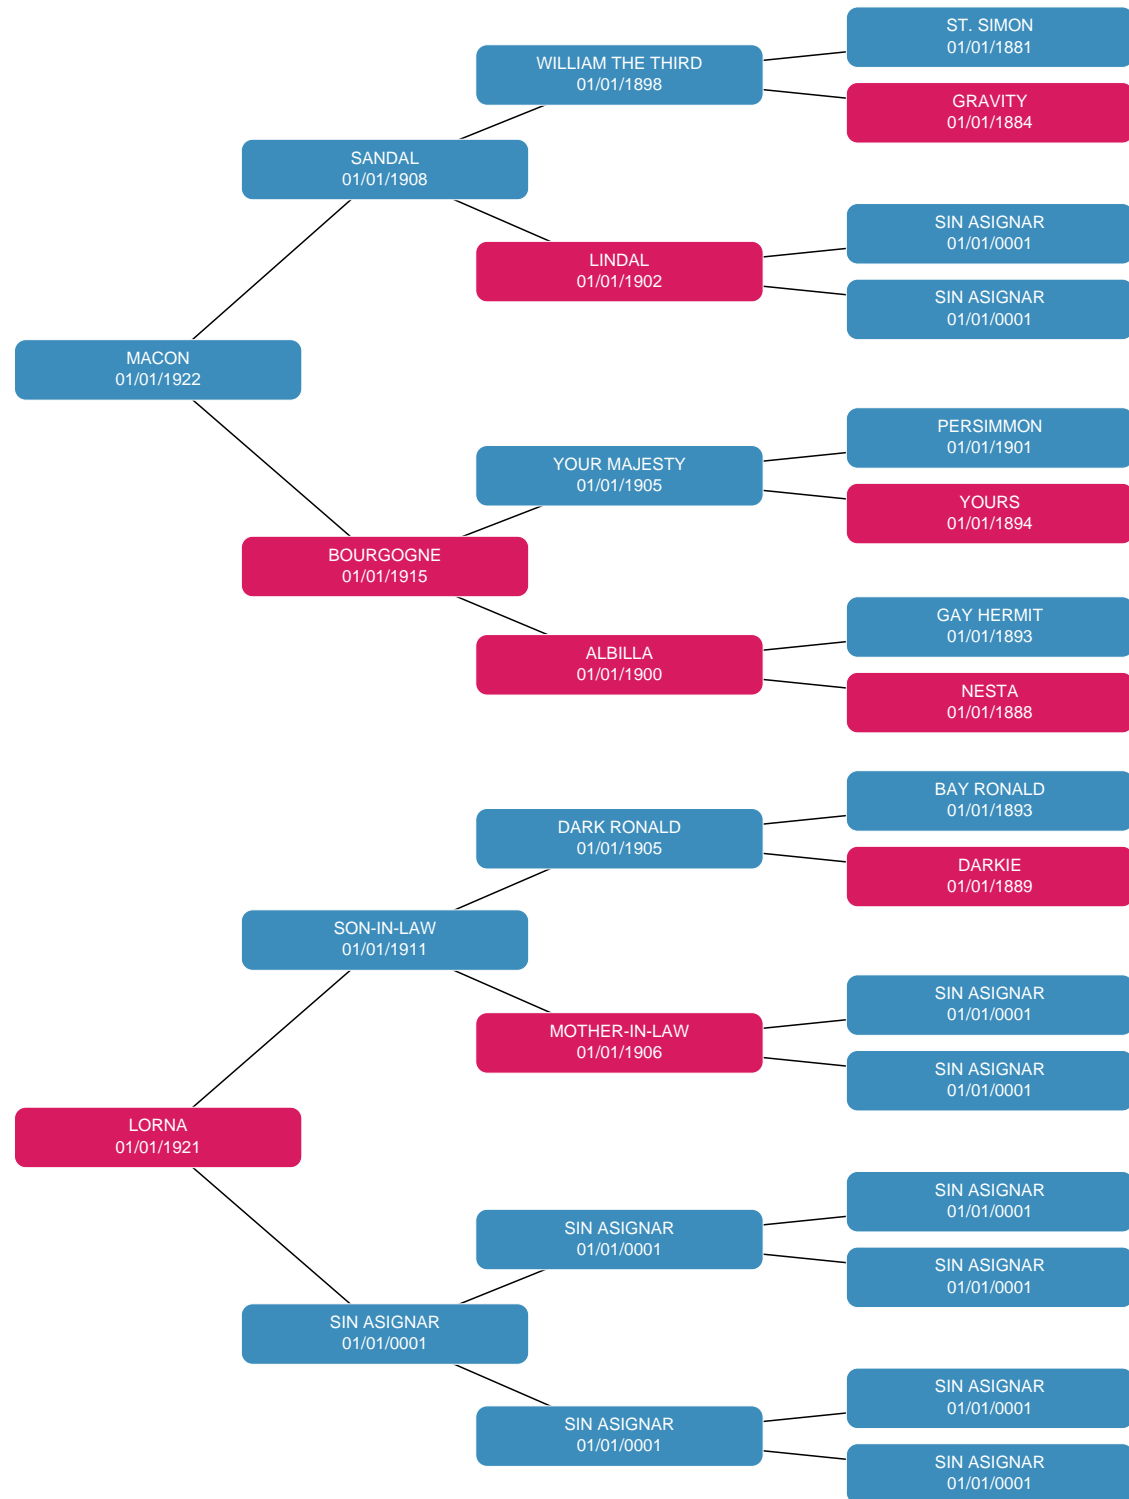 ST. SIMON
01/01/1881
WILLIAM THE THIRD
01/01/1898
GRAVITY
01/01/1884
SANDAL
01/01/1908
SIN ASIGNAR
01/01/0001
LINDAL
01/01/1902
SIN ASIGNAR
01/01/0001
MACON
01/01/1922
PERSIMMON
01/01/1901
YOUR MAJESTY
01/01/1905
YOURS
01/01/1894
BOURGOGNE
01/01/1915
GAY HERMIT
01/01/1893
ALBILLA
01/01/1900
NESTA
01/01/1888
BAY RONALD
01/01/1893
DARK RONALD
01/01/1905
DARKIE
01/01/1889
SON-IN-LAW
01/01/1911
SIN ASIGNAR
01/01/0001
MOTHER-IN-LAW
01/01/1906
SIN ASIGNAR
01/01/0001
LORNA
01/01/1921
SIN ASIGNAR
01/01/0001
SIN ASIGNAR
01/01/0001
SIN ASIGNAR
01/01/0001
SIN ASIGNAR
01/01/0001
SIN ASIGNAR
01/01/0001
SIN ASIGNAR
01/01/0001
SIN ASIGNAR
01/01/0001